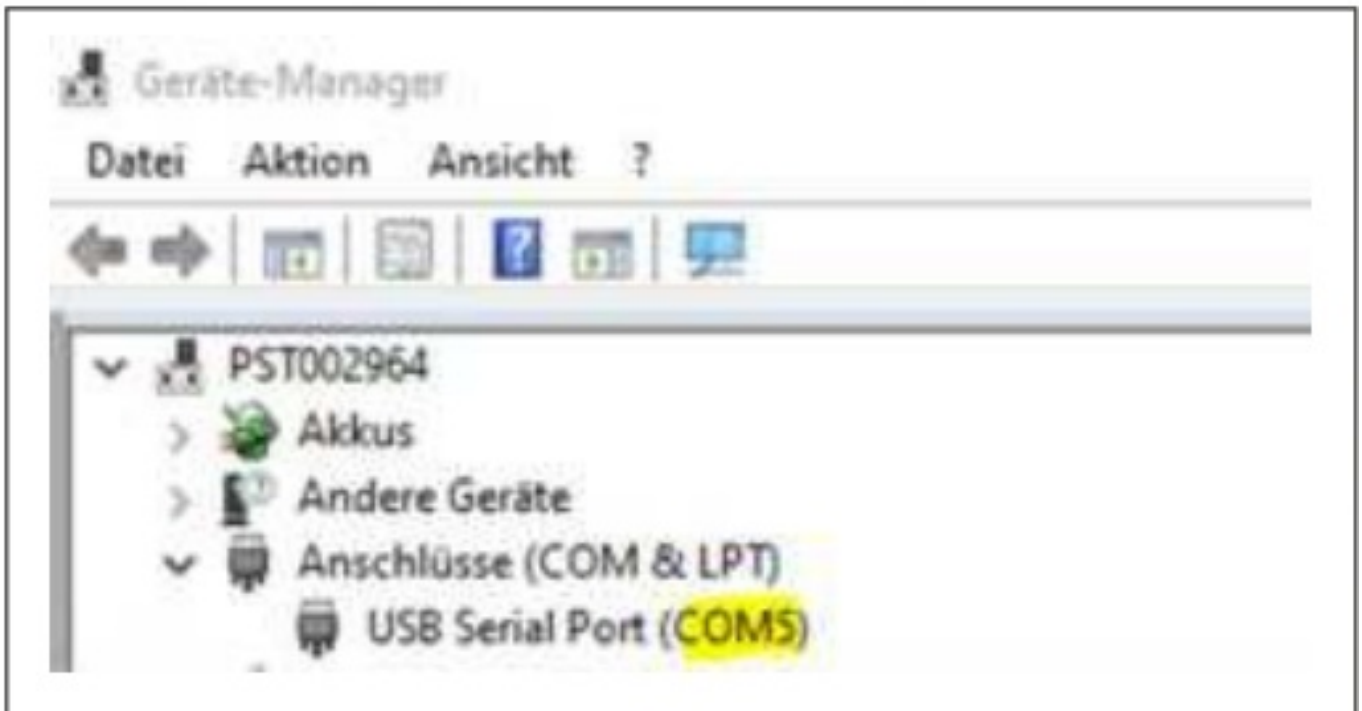 Geräte-Manager
Datei Aktion Ansicht ?
PST002964
Akkus
Andere Geräte
Anschlüsse (COM & LPT)
USB Serial Port (COM5)